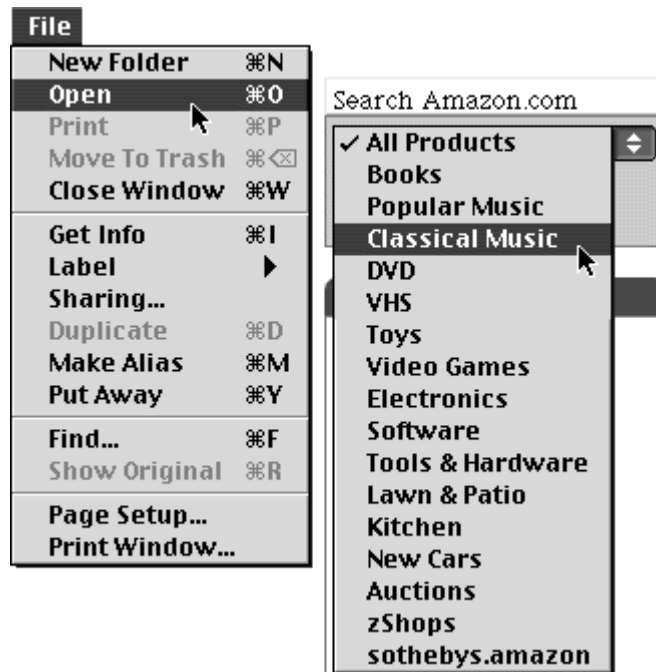 File
New Folder ⌘N
Open ⌘O
Print ⌘P
Move To Trash ⌘⌫
Close Window ⌘W
Get Info ⌘I
Label
Sharing...
Duplicate ⌘D
Make Alias ⌘M
Put Away ⌘Y
Find... ⌘F
Show Original ⌘R
Page Setup...
Print Window...
Search Amazon.com
✓ All Products
Books
Popular Music
Classical Music
DVD
VHS
Toys
Video Games
Electronics
Software
Tools & Hardware
Lawn & Patio
Kitchen
New Cars
Auctions
zShops
sothebys.amazon